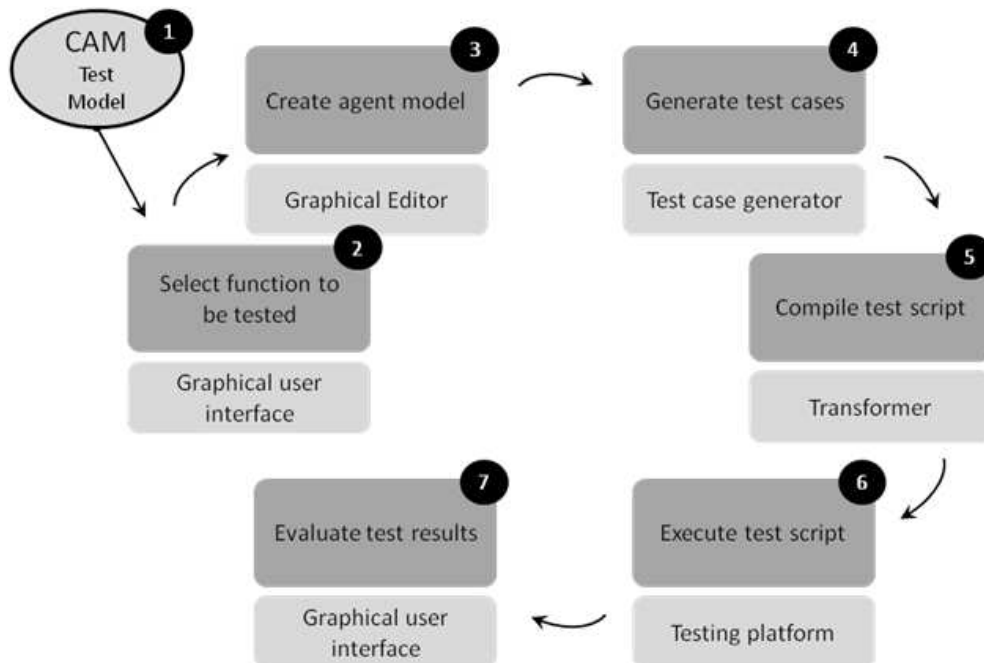 1
CAM
Test
Model
2
Select function to
be tested
Graphical user
interface
3
Create agent model
Graphical Editor
4
Generate test cases
Test case generator
5
Compile test script
Transformer
6
Execute test script
Testing platform
7
Evaluate test results
Graphical user
interface